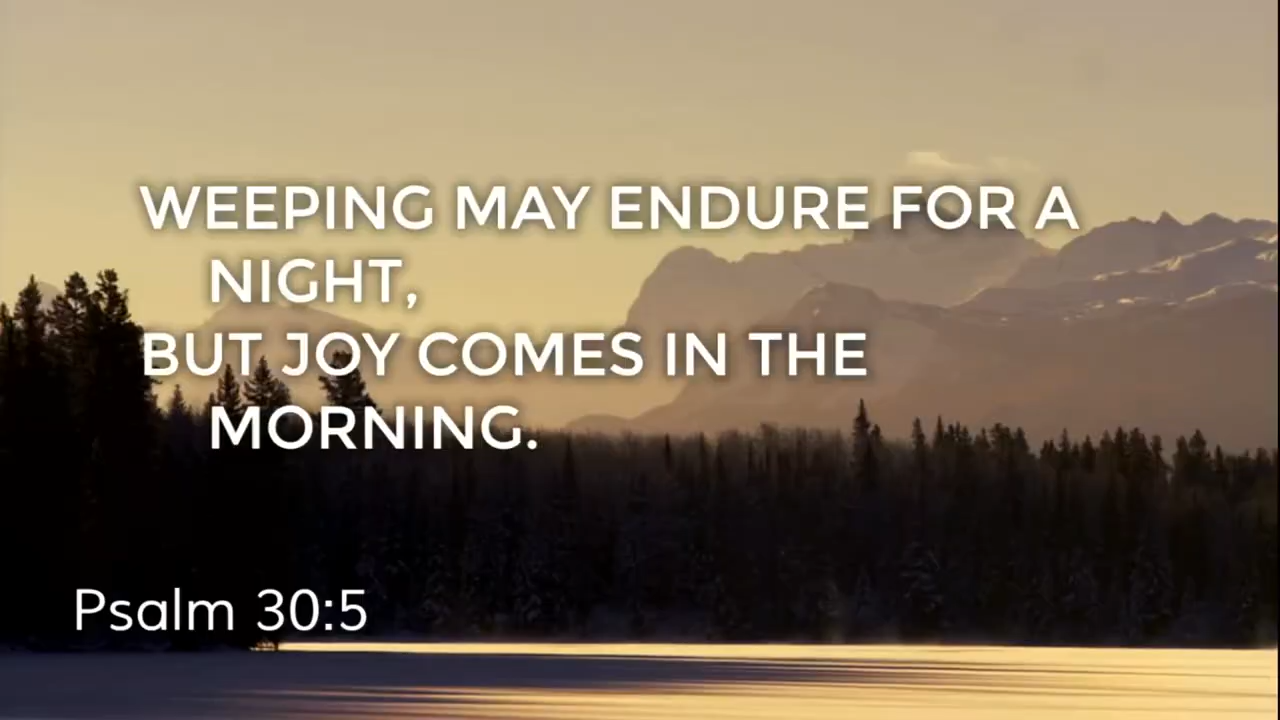 WEEPING MAY ENDURE FOR A
NIGHT,
BUT JOY COMES IN THE
MORNING.
Psalm 30:5